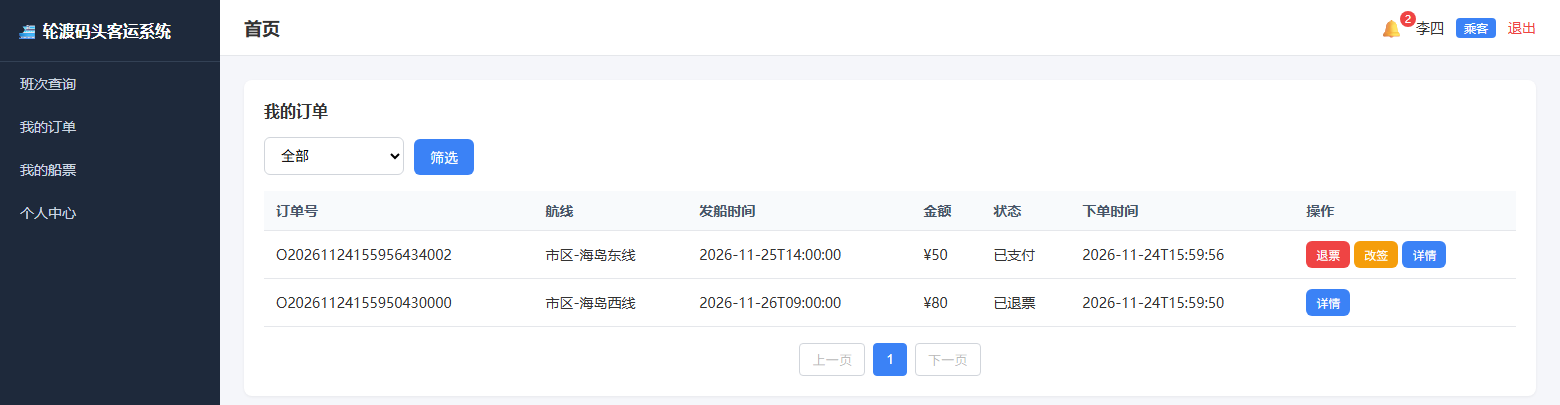 轮渡码头客运系统
班次查询
我的订单
我的船票
个人中心
首页
2 李四 乘客 退出
我的订单
全部 筛选
订单号 航线 发船时间 金额 状态 下单时间 操作
O20261124155956434002 市区-海岛东线 2026-11-25T14:00:00 ¥50 已支付 2026-11-24T15:59:56 退票 改签 详情
O20261124155950430000 市区-海岛西线 2026-11-26T09:00:00 ¥80 已退票 2026-11-24T15:59:50 详情
上一页 1 下一页